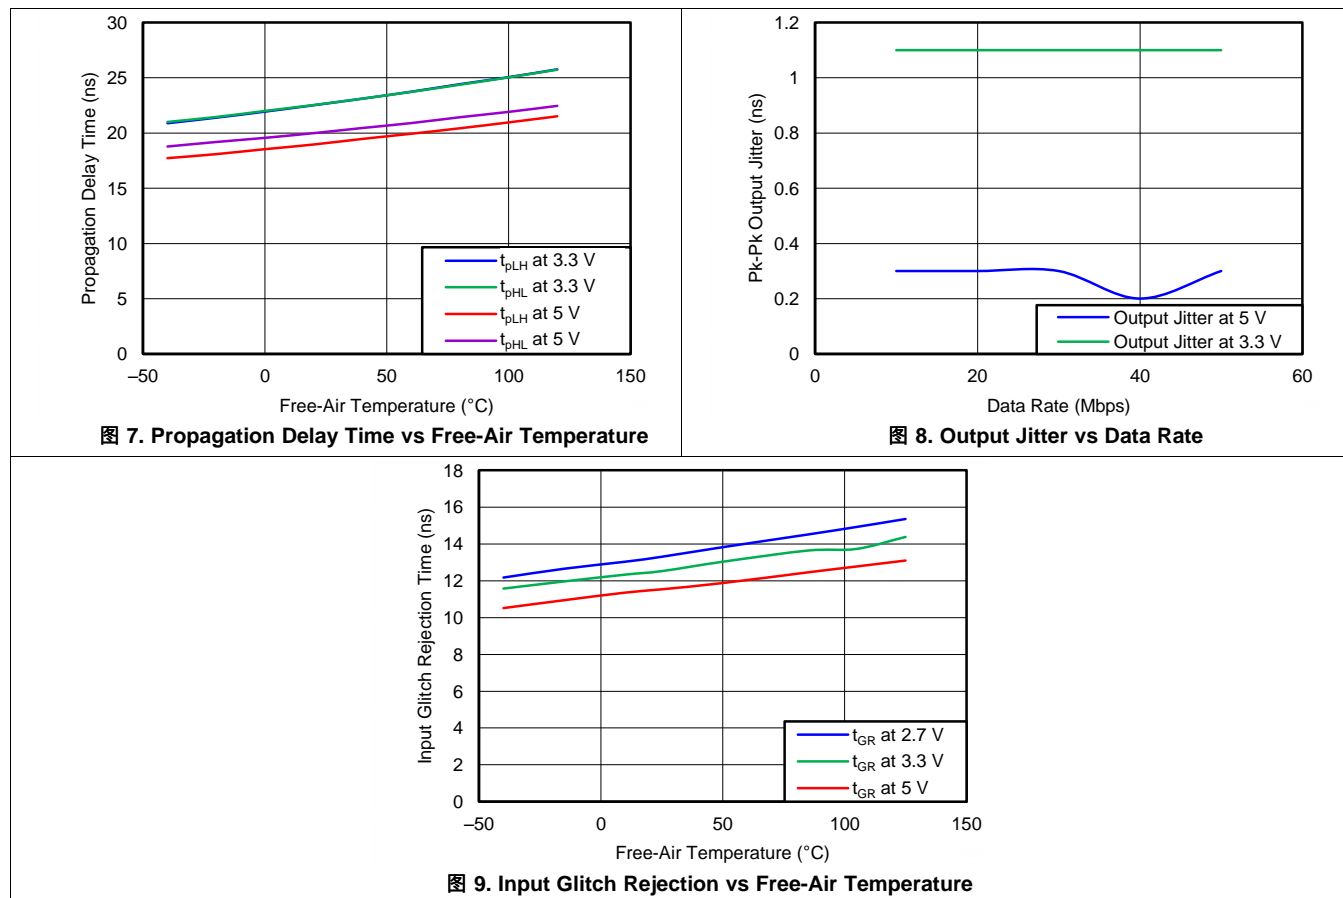 30
25
20
15
10
5
0
–50
0
50
100
150
Propagation Delay Time (ns)
Free-Air Temperature (°C)
tpLH at 3.3 V
tpHL at 3.3 V
tpLH at 5 V
tpHL at 5 V
图 7. Propagation Delay Time vs Free-Air Temperature
1.2
1
0.8
0.6
0.4
0.2
0
0
20
40
60
Pk-Pk Output Jitter (ns)
Data Rate (Mbps)
Output Jitter at 5 V
Output Jitter at 3.3 V
图 8. Output Jitter vs Data Rate
18
16
14
12
10
8
6
4
2
0
–50
0
50
100
150
Input Glitch Rejection Time (ns)
Free-Air Temperature (°C)
tGR at 2.7 V
tGR at 3.3 V
tGR at 5 V
图 9. Input Glitch Rejection vs Free-Air Temperature